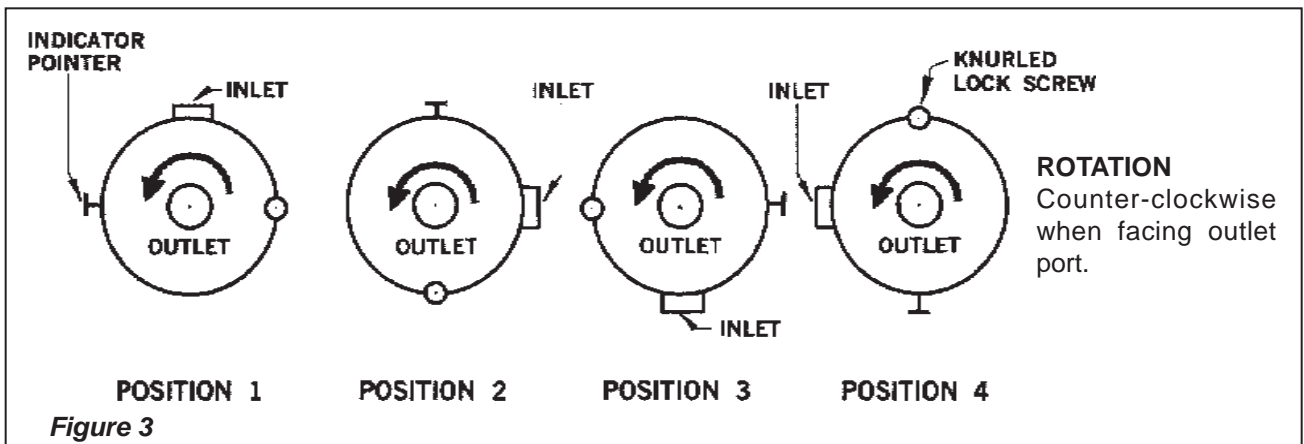 INDICATOR
POINTER
INLET
OUTLET
POSITION 1
INLET
OUTLET
POSITION 2
OUTLET
INLET
POSITION 3
INLET
KNURLED
LOCK SCREW
OUTLET
POSITION 4
ROTATION
Counter-clockwise
when facing outlet
port.
Figure 3